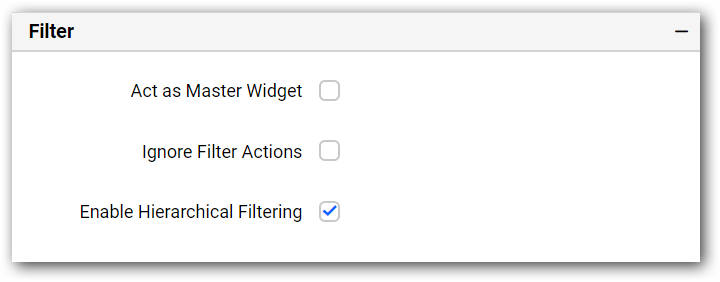 Filter
Act as Master Widget
Ignore Filter Actions
Enable Hierarchical Filtering